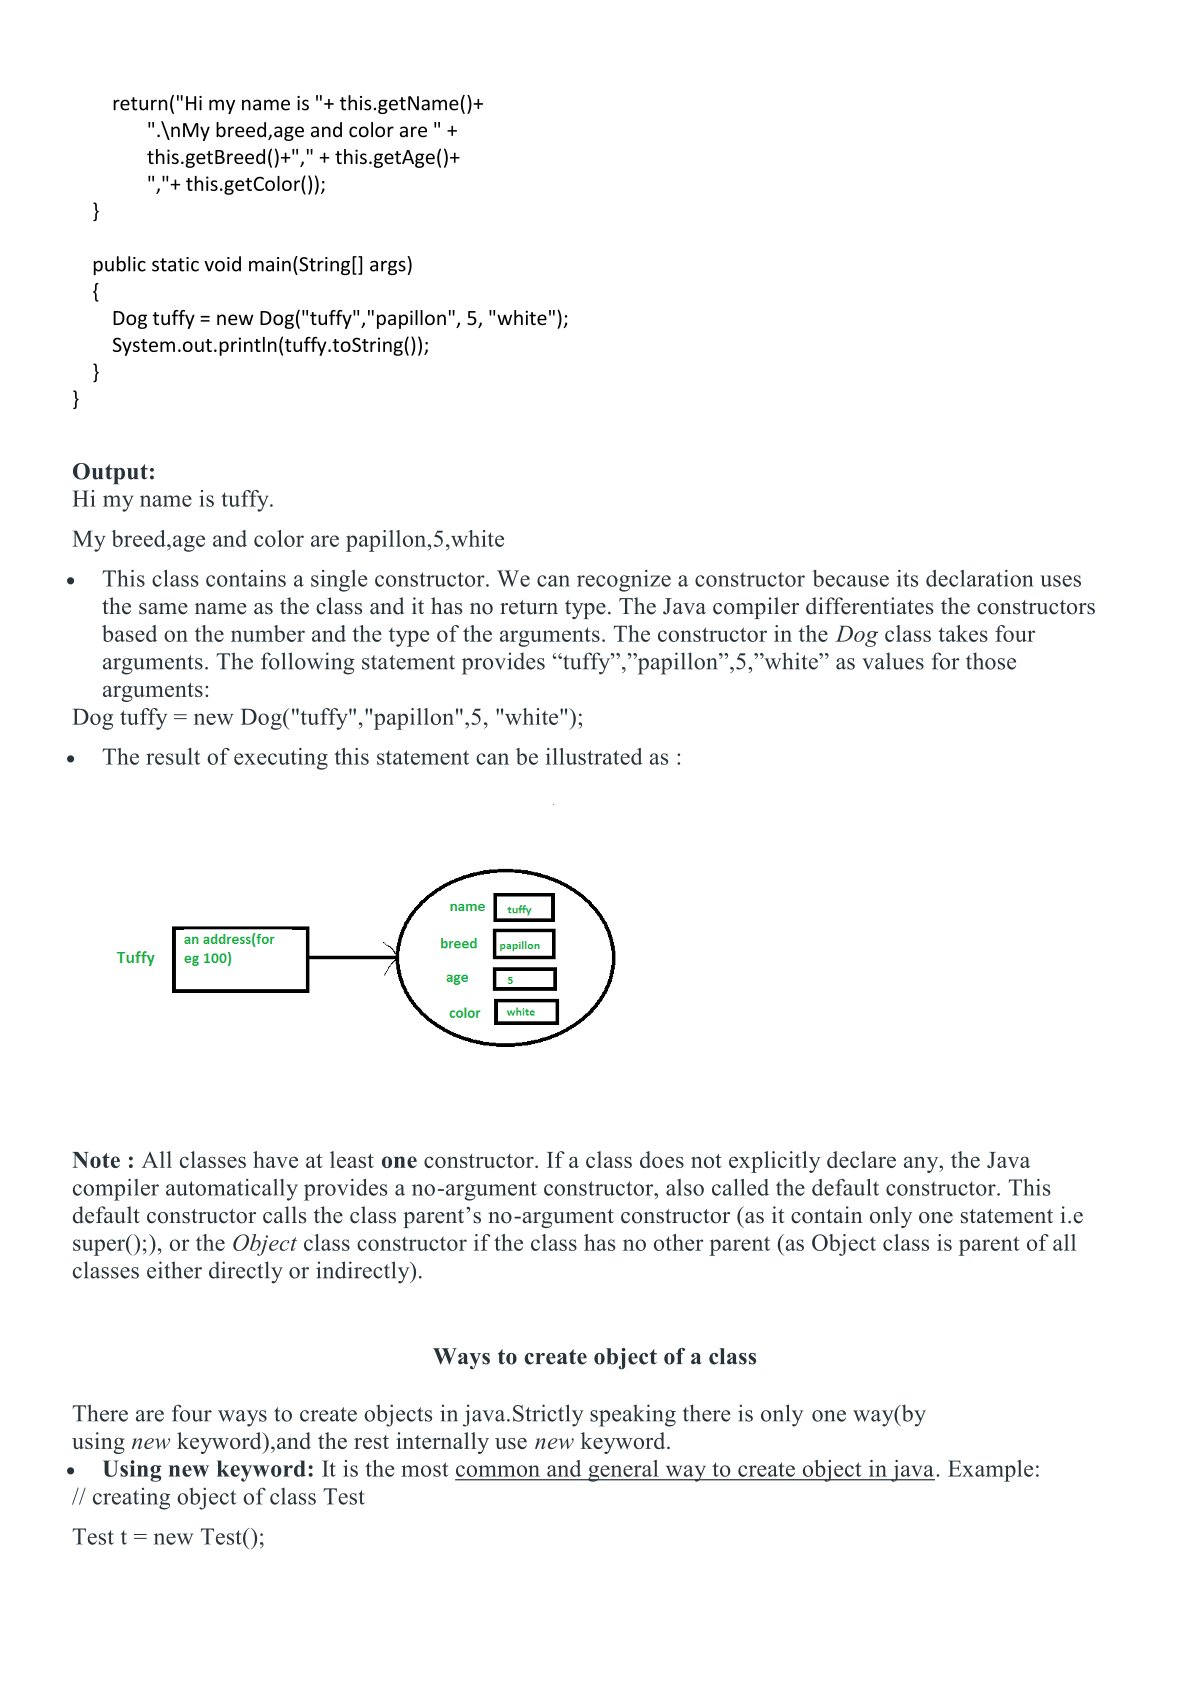 return("Hi my name is "+ this.getName()+
".\nMy breed,age and color are " +
this.getBreed()+"," + this.getAge()+
","+ this.getColor());
}
public static void main(String[] args)
{
Dog tuffy = new Dog("tuffy","papillon", 5, "white");
System.out.println(tuffy.toString());
}
}
Output:
Hi my name is tuffy.
My breed,age and color are papillon,5,white
• This class contains a single constructor. We can recognize a constructor because its declaration uses
the same name as the class and it has no return type. The Java compiler differentiates the constructors
based on the number and the type of the arguments. The constructor in the Dog class takes four
arguments. The following statement provides “tuffy”,”papillon”,5,”white” as values for those
arguments:
Dog tuffy = new Dog("tuffy","papillon",5, "white");
• The result of executing this statement can be illustrated as :
name tuffy
breed papillon
age 5
color white
Tuffy
an address(for
eg 100)
Note : All classes have at least one constructor. If a class does not explicitly declare any, the Java
compiler automatically provides a no-argument constructor, also called the default constructor. This
default constructor calls the class parent’s no-argument constructor (as it contain only one statement i.e
super();), or the Object class constructor if the class has no other parent (as Object class is parent of all
classes either directly or indirectly).
Ways to create object of a class
There are four ways to create objects in java.Strictly speaking there is only one way(by
using new keyword),and the rest internally use new keyword.
• Using new keyword: It is the most common and general way to create object in java. Example:
// creating object of class Test
Test t = new Test();